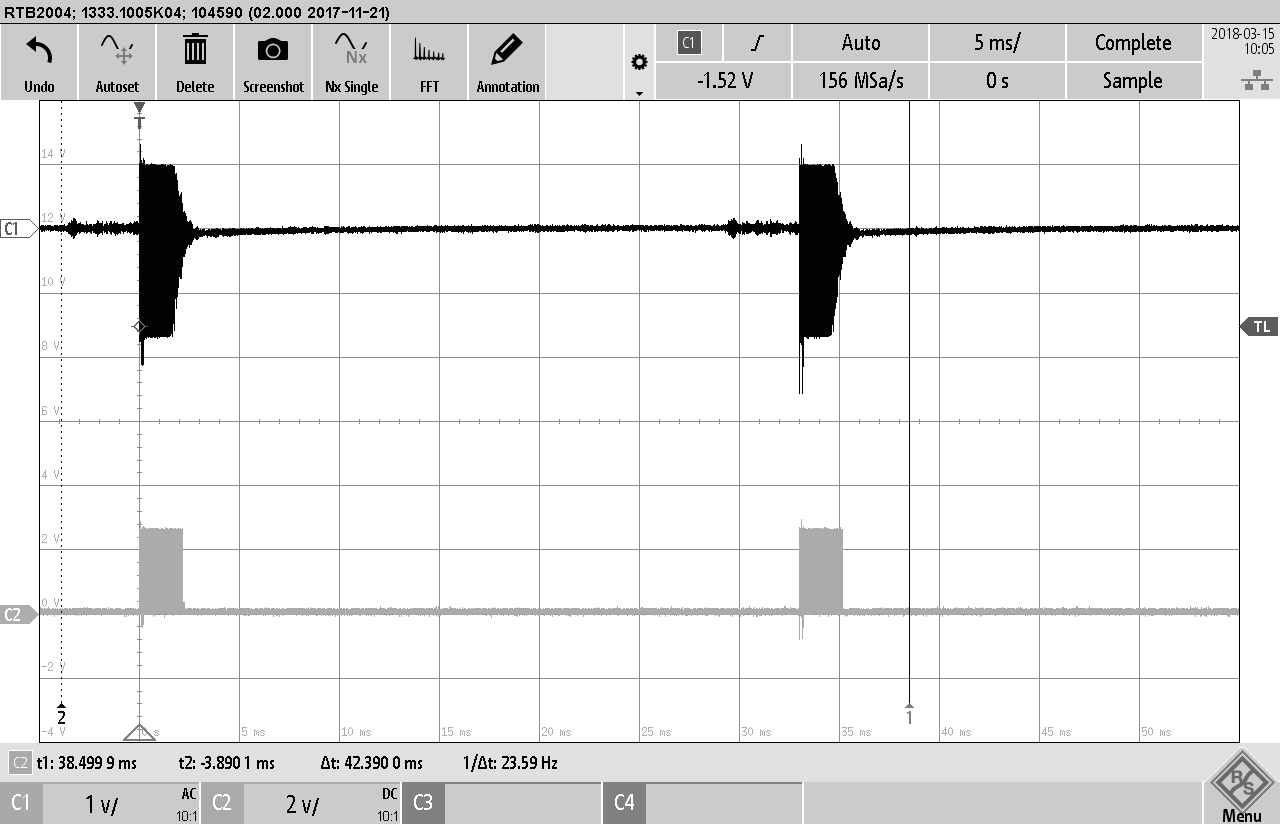 RTB2004; 1333.1005K04; 104590 (02.000 2017-11-21)
Undo Autoset Delete Screenshot Nx Single FFT Annotation
Nx
C1 Auto 5 ms/ Complete
-1.52 V 156 MSa/s 0 s Sample
2018-03-15
10:05
T
14 V
C1 12 V
10 V
TL
8 V
6 V
4 V
2 V
C2 0 V
-2 V
2 1
-4 V 0 s 5 ms 10 ms 15 ms 20 ms 25 ms 30 ms 35 ms 40 ms 45 ms 50 ms
C2 t1: 38.499 9 ms t2: -3.890 1 ms Δt: 42.390 0 ms 1/Δt: 23.59 Hz
C1 1 V/ AC 10:1 C2 2 V/ DC 10:1 C3 C4
R S
Menu